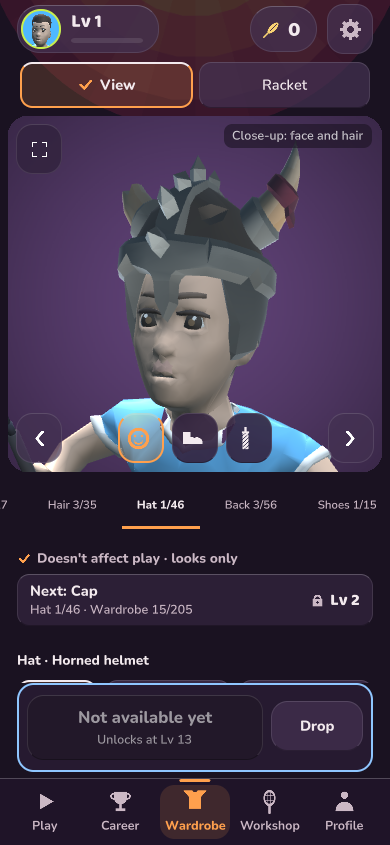 Lv 1
0
View
Racket
Close-up: face and hair
7
Hair 3/35
Hat 1/46
Back 3/56
Shoes 1/15
Doesn't affect play · looks only
Next: Cap
Hat 1/46 · Wardrobe 15/205
Lv 2
Hat · Horned helmet
Not available yet
Unlocks at Lv 13
Drop
Play
Career
Wardrobe
Workshop
Profile